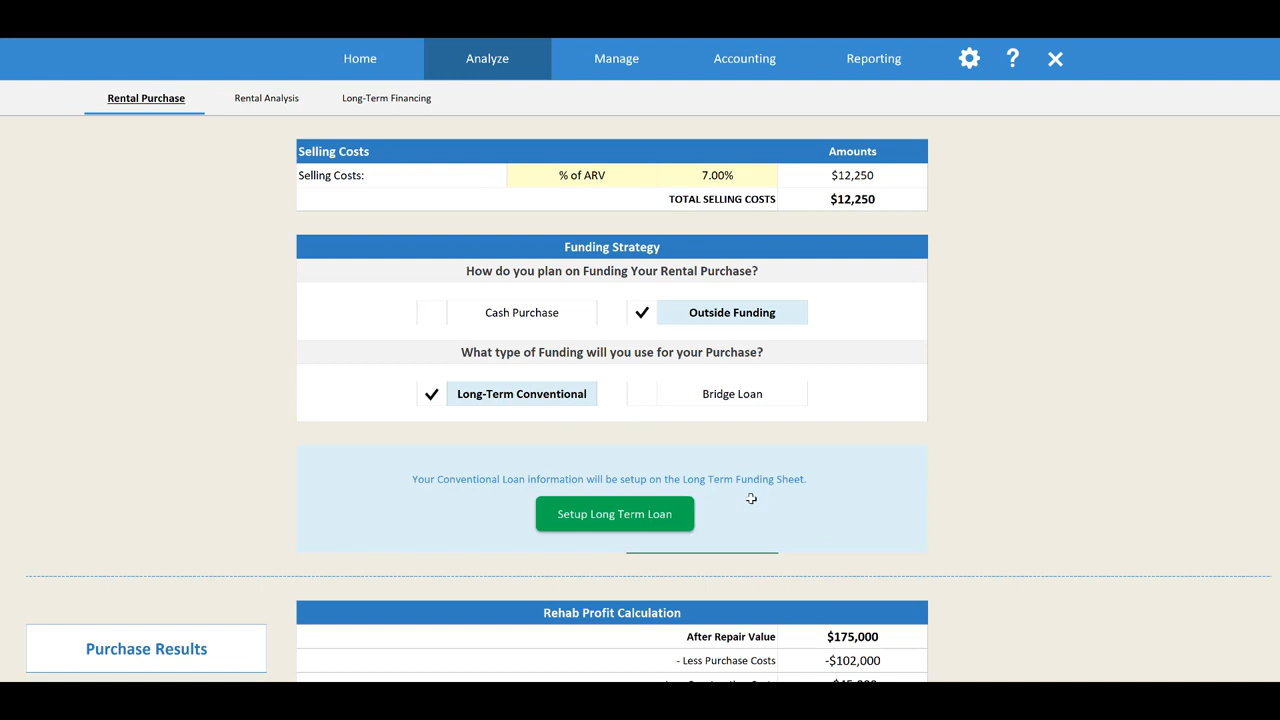 Home Analyze Manage Accounting Reporting ?
Rental Purchase Rental Analysis Long-Term Financing
Selling Costs Amounts
Selling Costs: % of ARV 7.00% $12,250
TOTAL SELLING COSTS $12,250
Funding Strategy
How do you plan on Funding Your Rental Purchase?
Cash Purchase Outside Funding
What type of Funding will you use for your Purchase?
Long-Term Conventional Bridge Loan
Your Conventional Loan information will be setup on the Long Term Funding Sheet.
Setup Long Term Loan
Rehab Profit Calculation
After Repair Value $175,000
Purchase Results
- Less Purchase Costs -$102,000